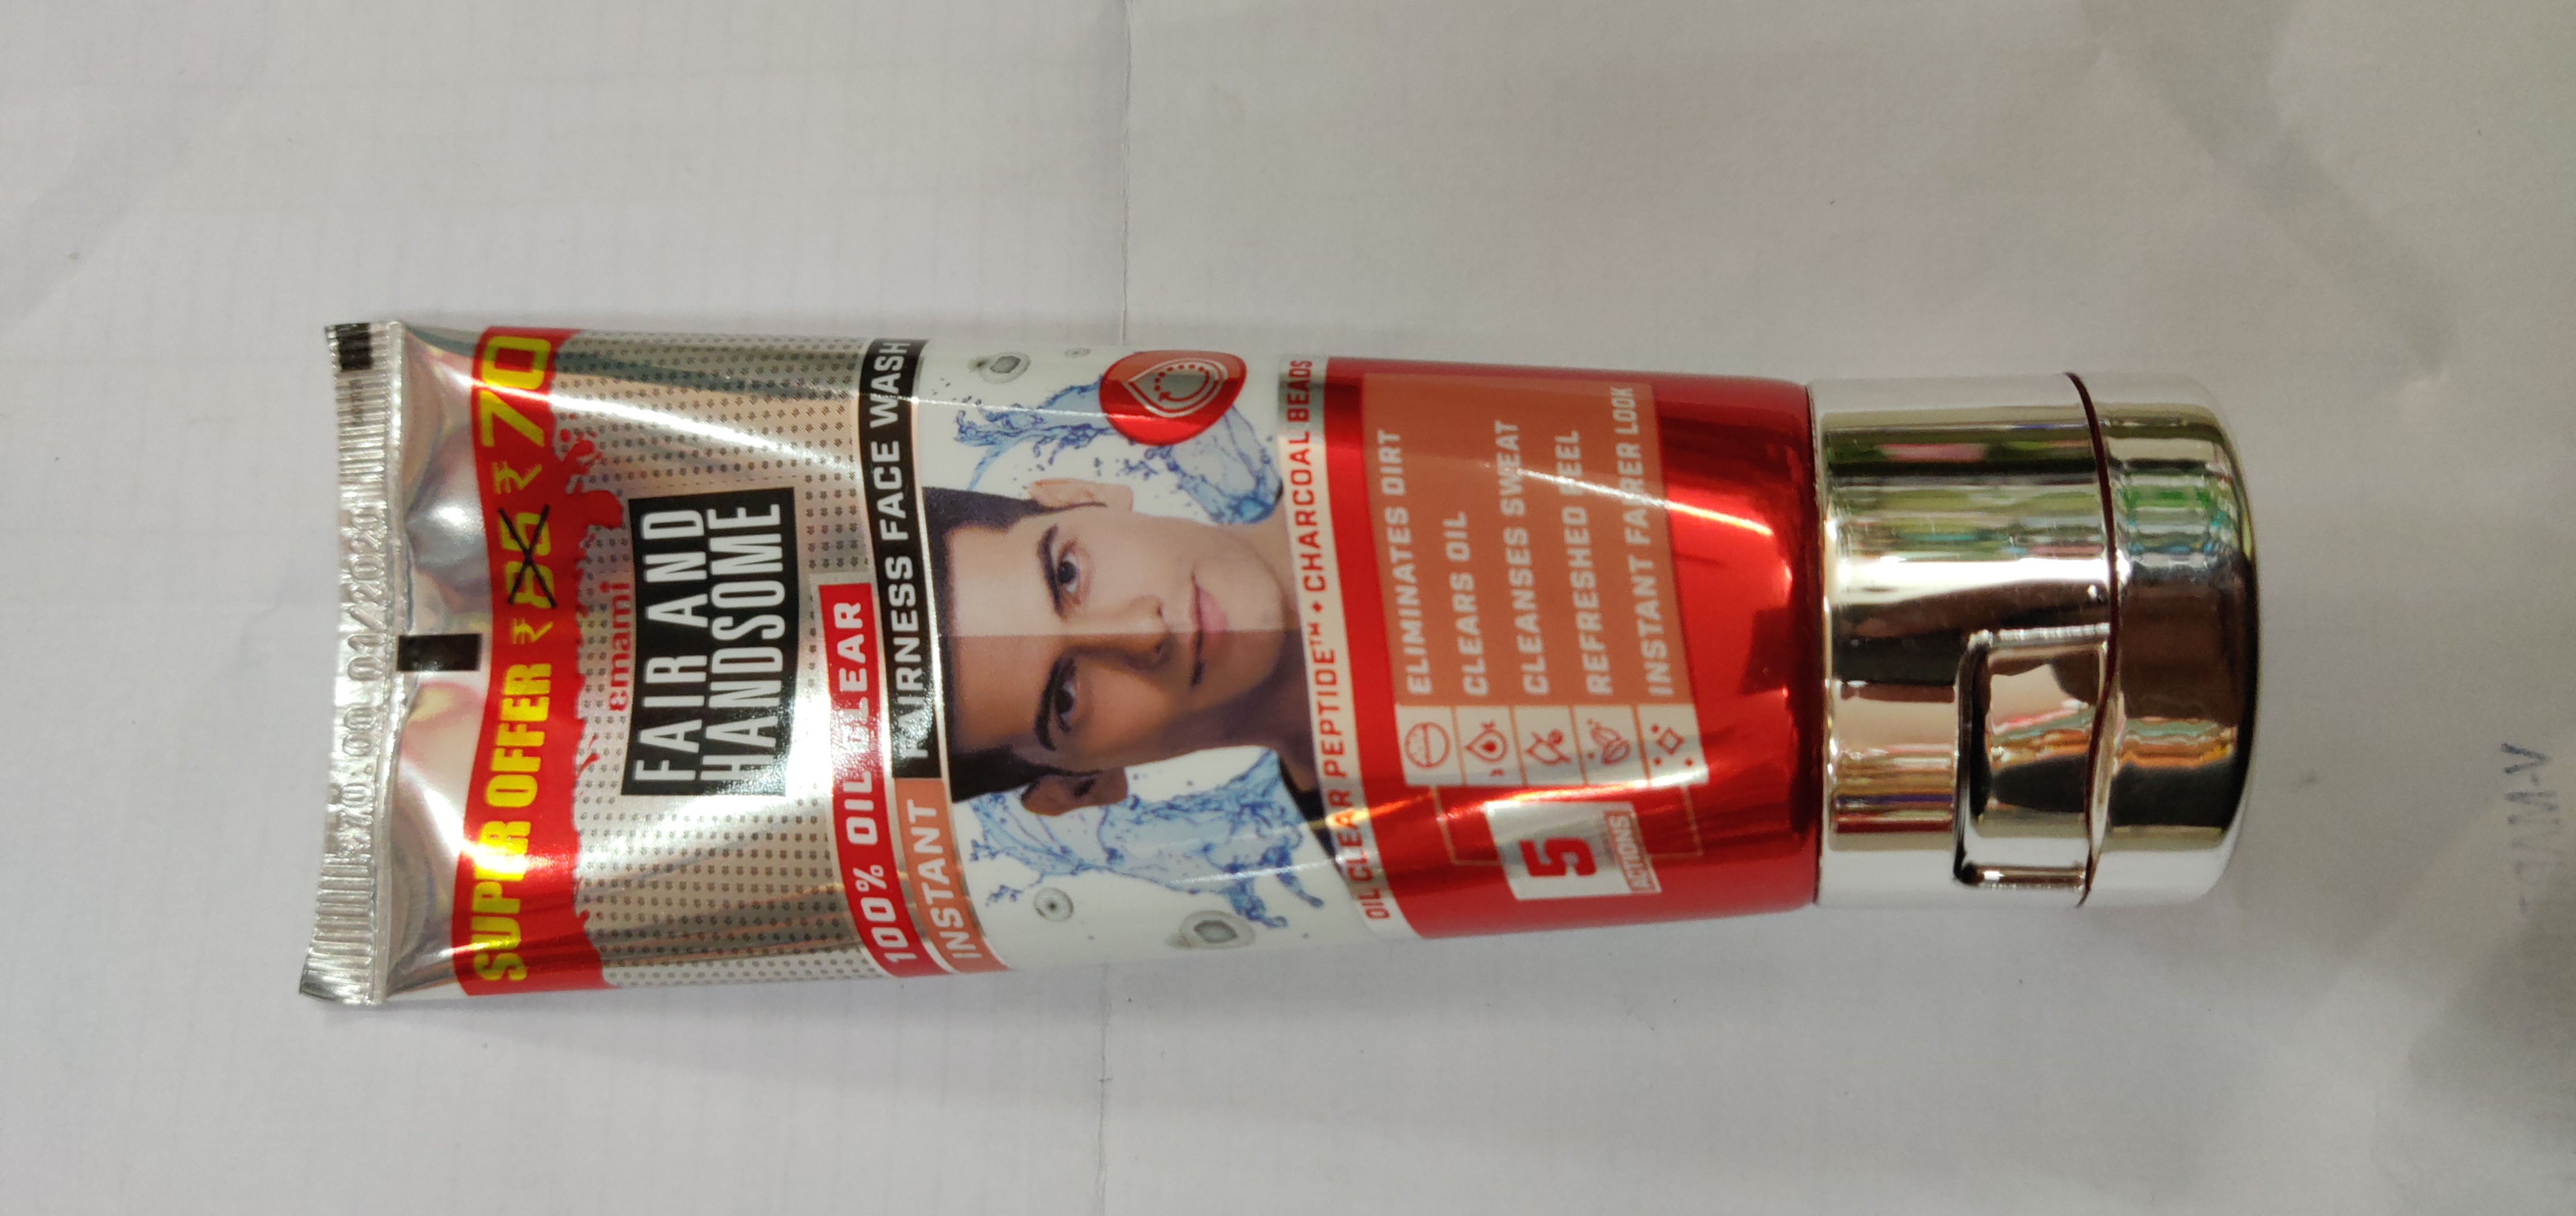 70.00 01/2020
SUPER OFFER ₹85 ₹70
emami
FAIR AND
HANDSOME
100% OIL CLEAR
INSTANT FAIRNESS FACE WASH
OIL CLEAR PEPTIDE™ + CHARCOAL BEADS
5
ACTIONS
ELIMINATES DIRT
CLEARS OIL
CLEANSES SWEAT
REFRESHED FEEL
INSTANT FAIRER LOOK